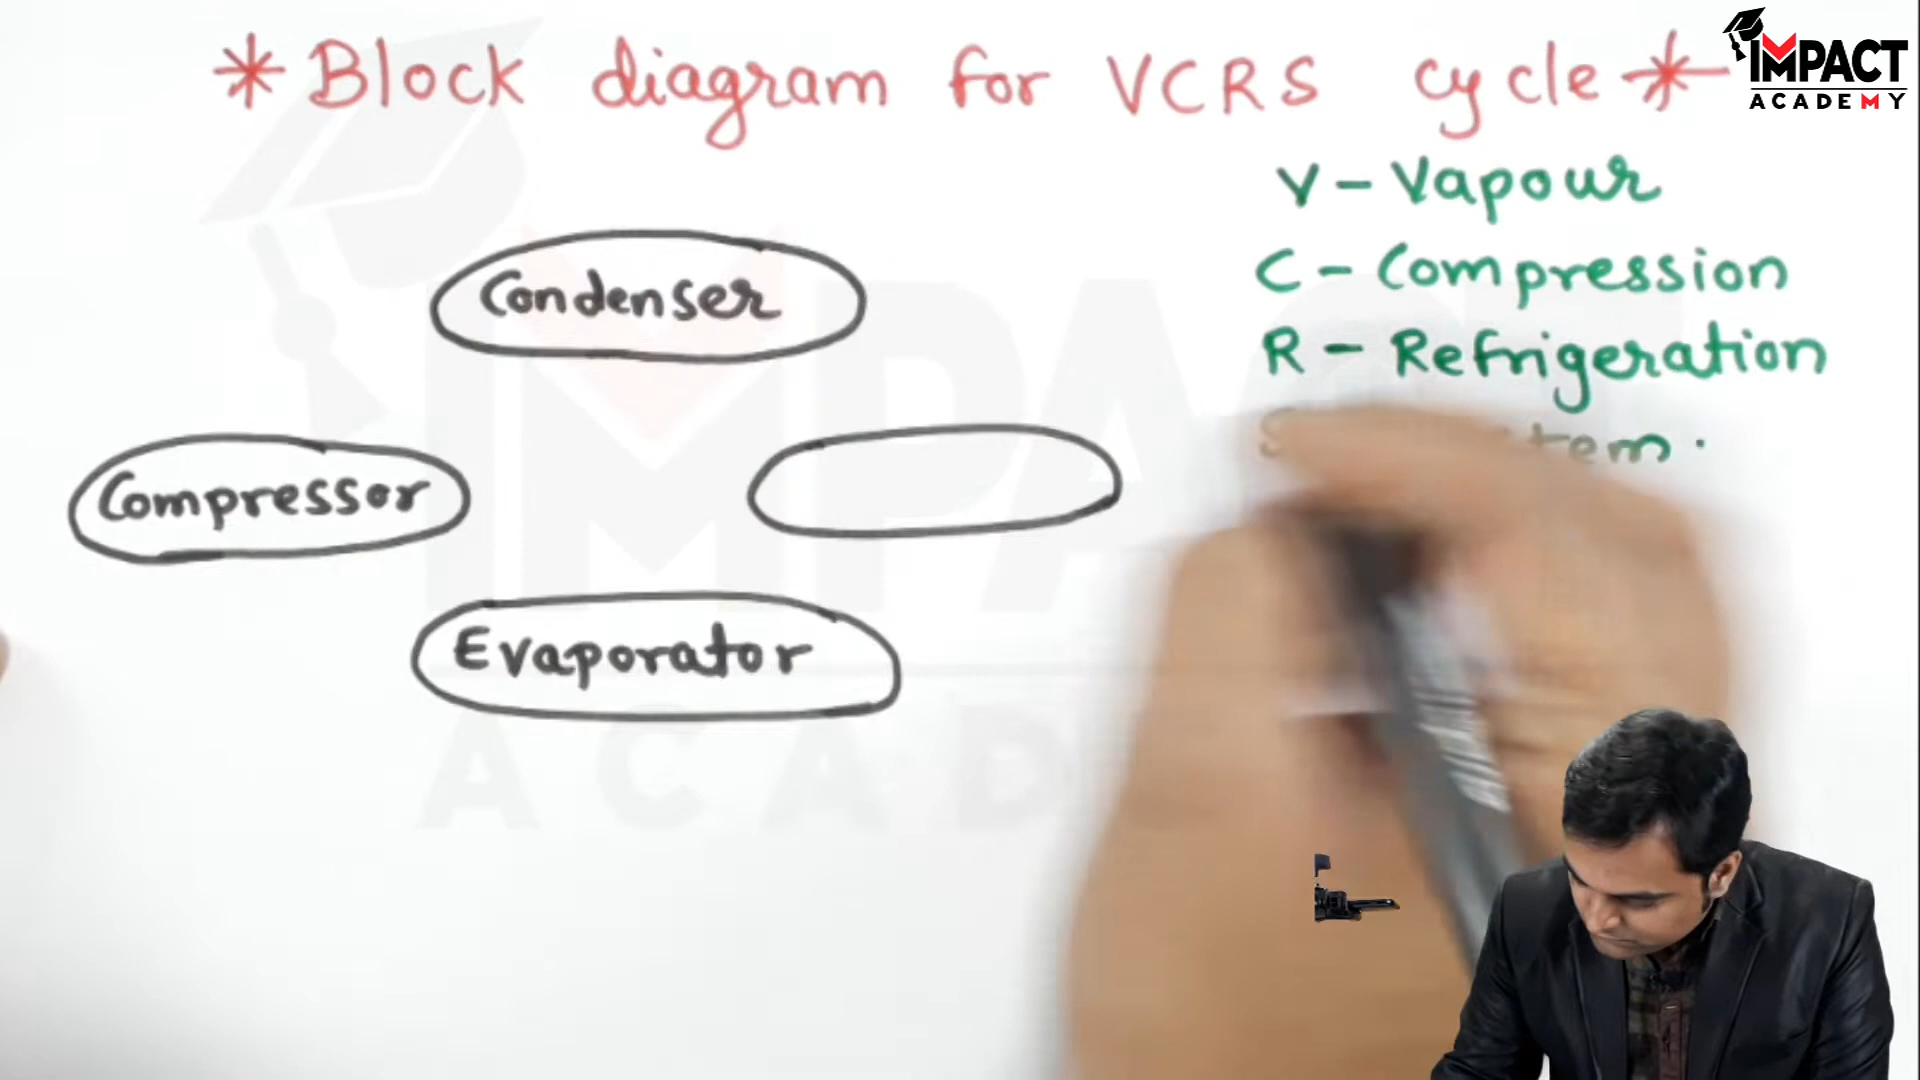 * Block diagram for VCRS cycle *
IMPACT
ACADEMY
V - Vapour
C - Compression
R - Refrigeration
Condenser
Compressor
Evaporator